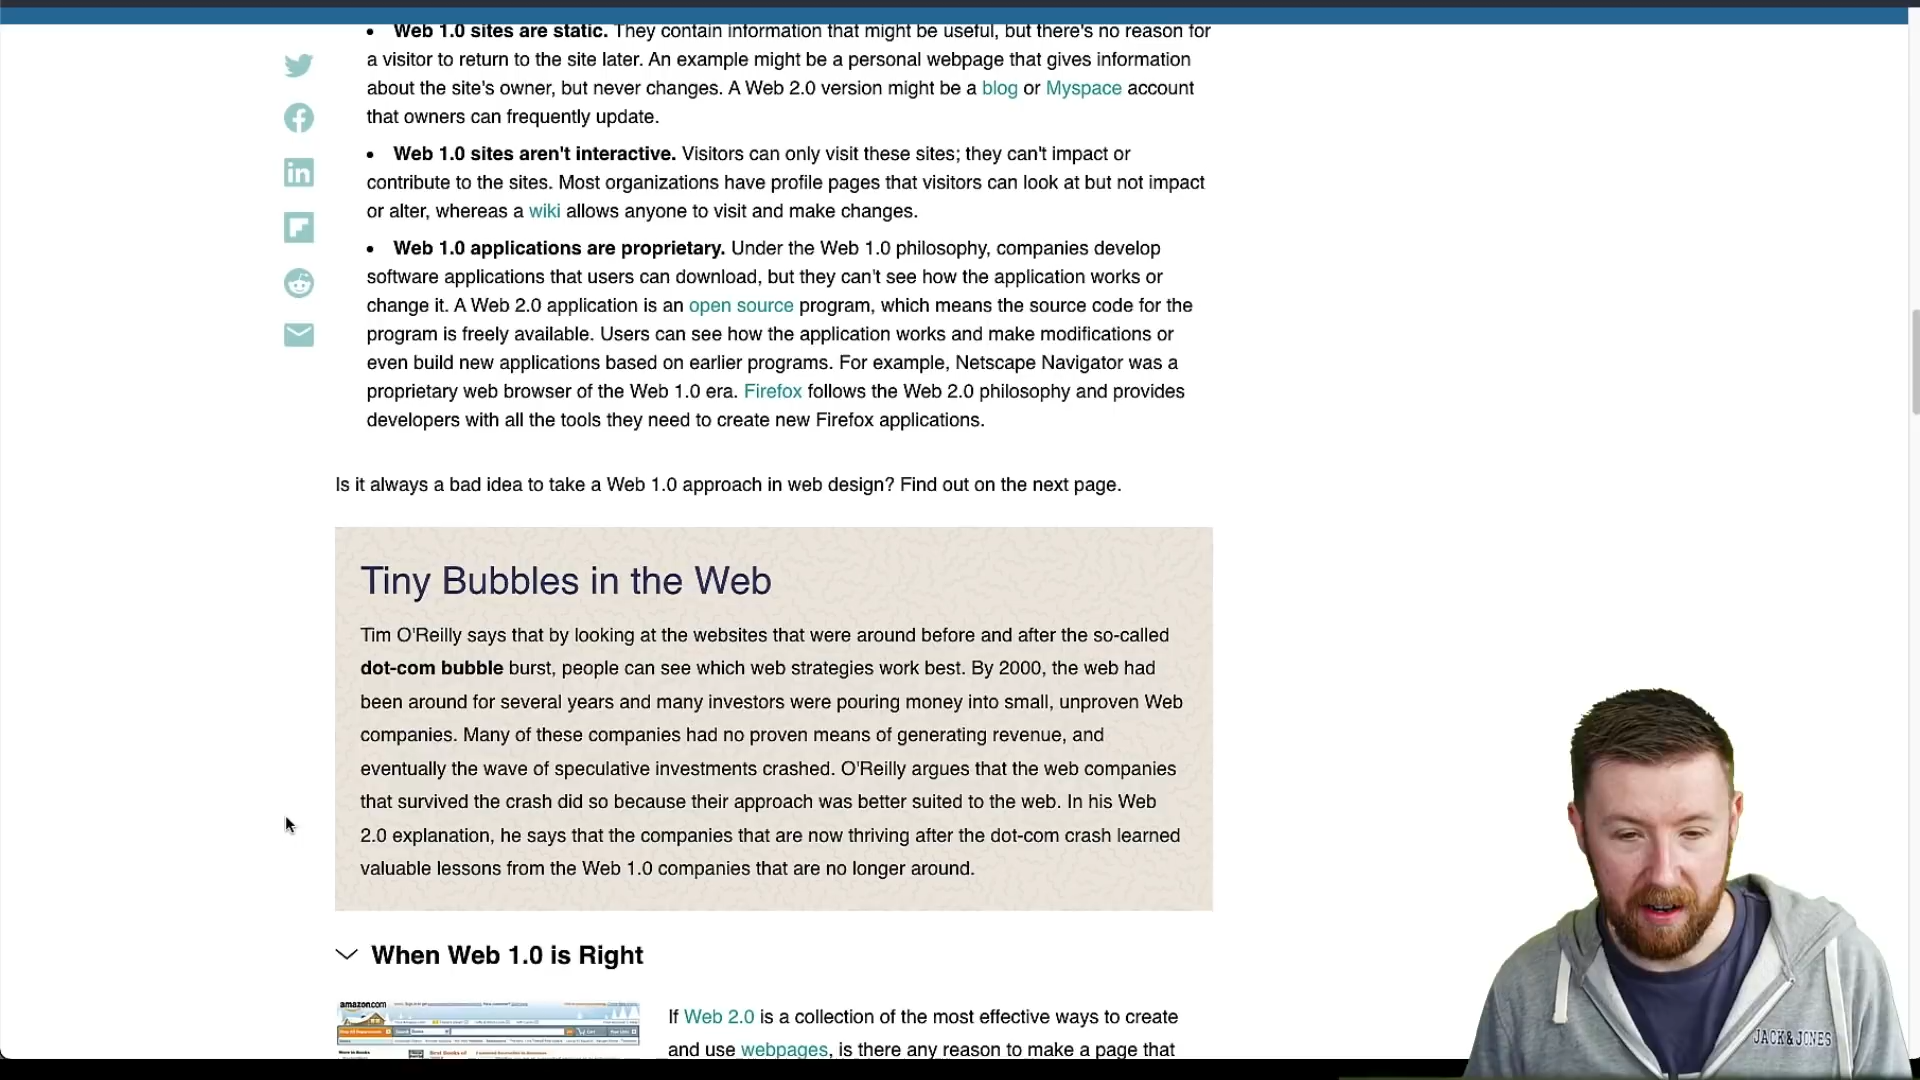 • Web 1.0 sites are static. They contain information that might be useful, but there's no reason for
a visitor to return to the site later. An example might be a personal webpage that gives information
about the site's owner, but never changes. A Web 2.0 version might be a blog or Myspace account
that owners can frequently update.
• Web 1.0 sites aren't interactive. Visitors can only visit these sites; they can't impact or
contribute to the sites. Most organizations have profile pages that visitors can look at but not impact
or alter, whereas a wiki allows anyone to visit and make changes.
• Web 1.0 applications are proprietary. Under the Web 1.0 philosophy, companies develop
software applications that users can download, but they can't see how the application works or
change it. A Web 2.0 application is an open source program, which means the source code for the
program is freely available. Users can see how the application works and make modifications or
even build new applications based on earlier programs. For example, Netscape Navigator was a
proprietary web browser of the Web 1.0 era. Firefox follows the Web 2.0 philosophy and provides
developers with all the tools they need to create new Firefox applications.
Is it always a bad idea to take a Web 1.0 approach in web design? Find out on the next page.
Tiny Bubbles in the Web
Tim O'Reilly says that by looking at the websites that were around before and after the so-called
dot-com bubble burst, people can see which web strategies work best. By 2000, the web had
been around for several years and many investors were pouring money into small, unproven Web
companies. Many of these companies had no proven means of generating revenue, and
eventually the wave of speculative investments crashed. O'Reilly argues that the web companies
that survived the crash did so because their approach was better suited to the web. In his Web
2.0 explanation, he says that the companies that are now thriving after the dot-com crash learned
valuable lessons from the Web 1.0 companies that are no longer around.
When Web 1.0 is Right
amazon.com
If Web 2.0 is a collection of the most effective ways to create
and use webpages, is there any reason to make a page that
JACK&JONES